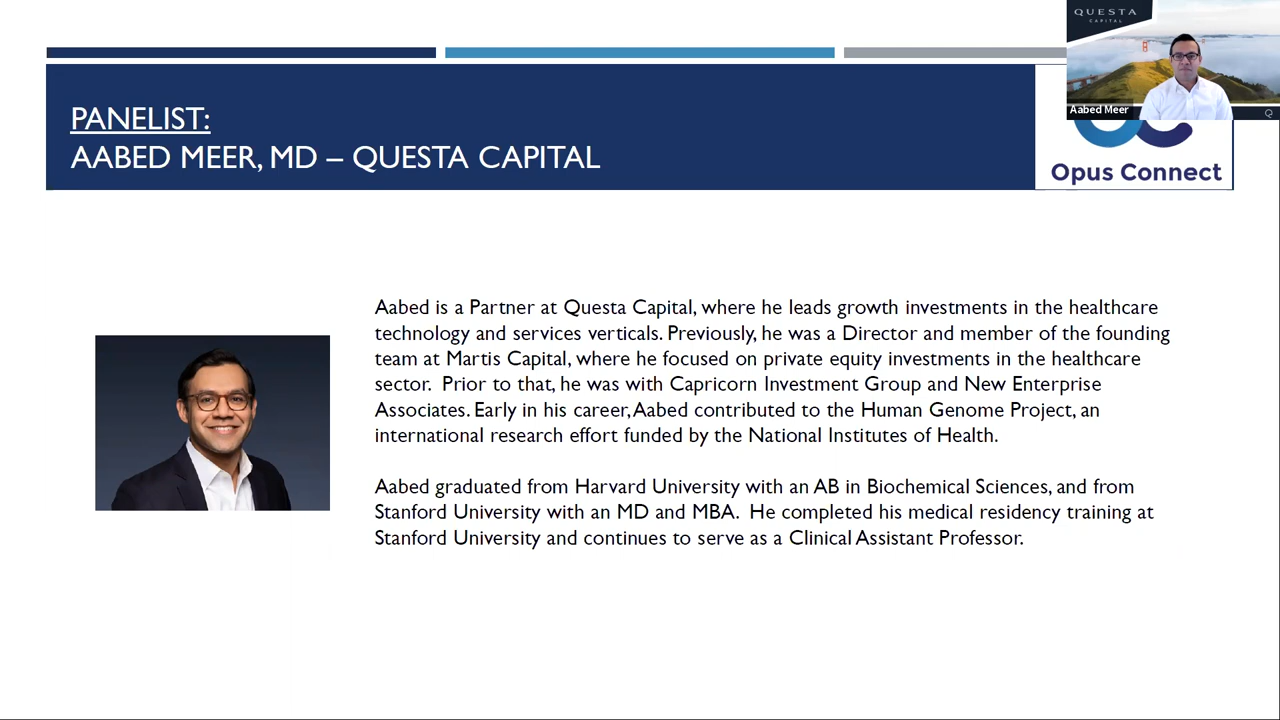 QUESTA
CAPITAL
Aabed Meer
PANELIST:
AABED MEER, MD – QUESTA CAPITAL
Opus Connect
Aabed is a Partner at Questa Capital, where he leads growth investments in the healthcare
technology and services verticals. Previously, he was a Director and member of the founding
team at Martis Capital, where he focused on private equity investments in the healthcare
sector. Prior to that, he was with Capricorn Investment Group and New Enterprise
Associates. Early in his career, Aabed contributed to the Human Genome Project, an
international research effort funded by the National Institutes of Health.
Aabed graduated from Harvard University with an AB in Biochemical Sciences, and from
Stanford University with an MD and MBA. He completed his medical residency training at
Stanford University and continues to serve as a Clinical Assistant Professor.